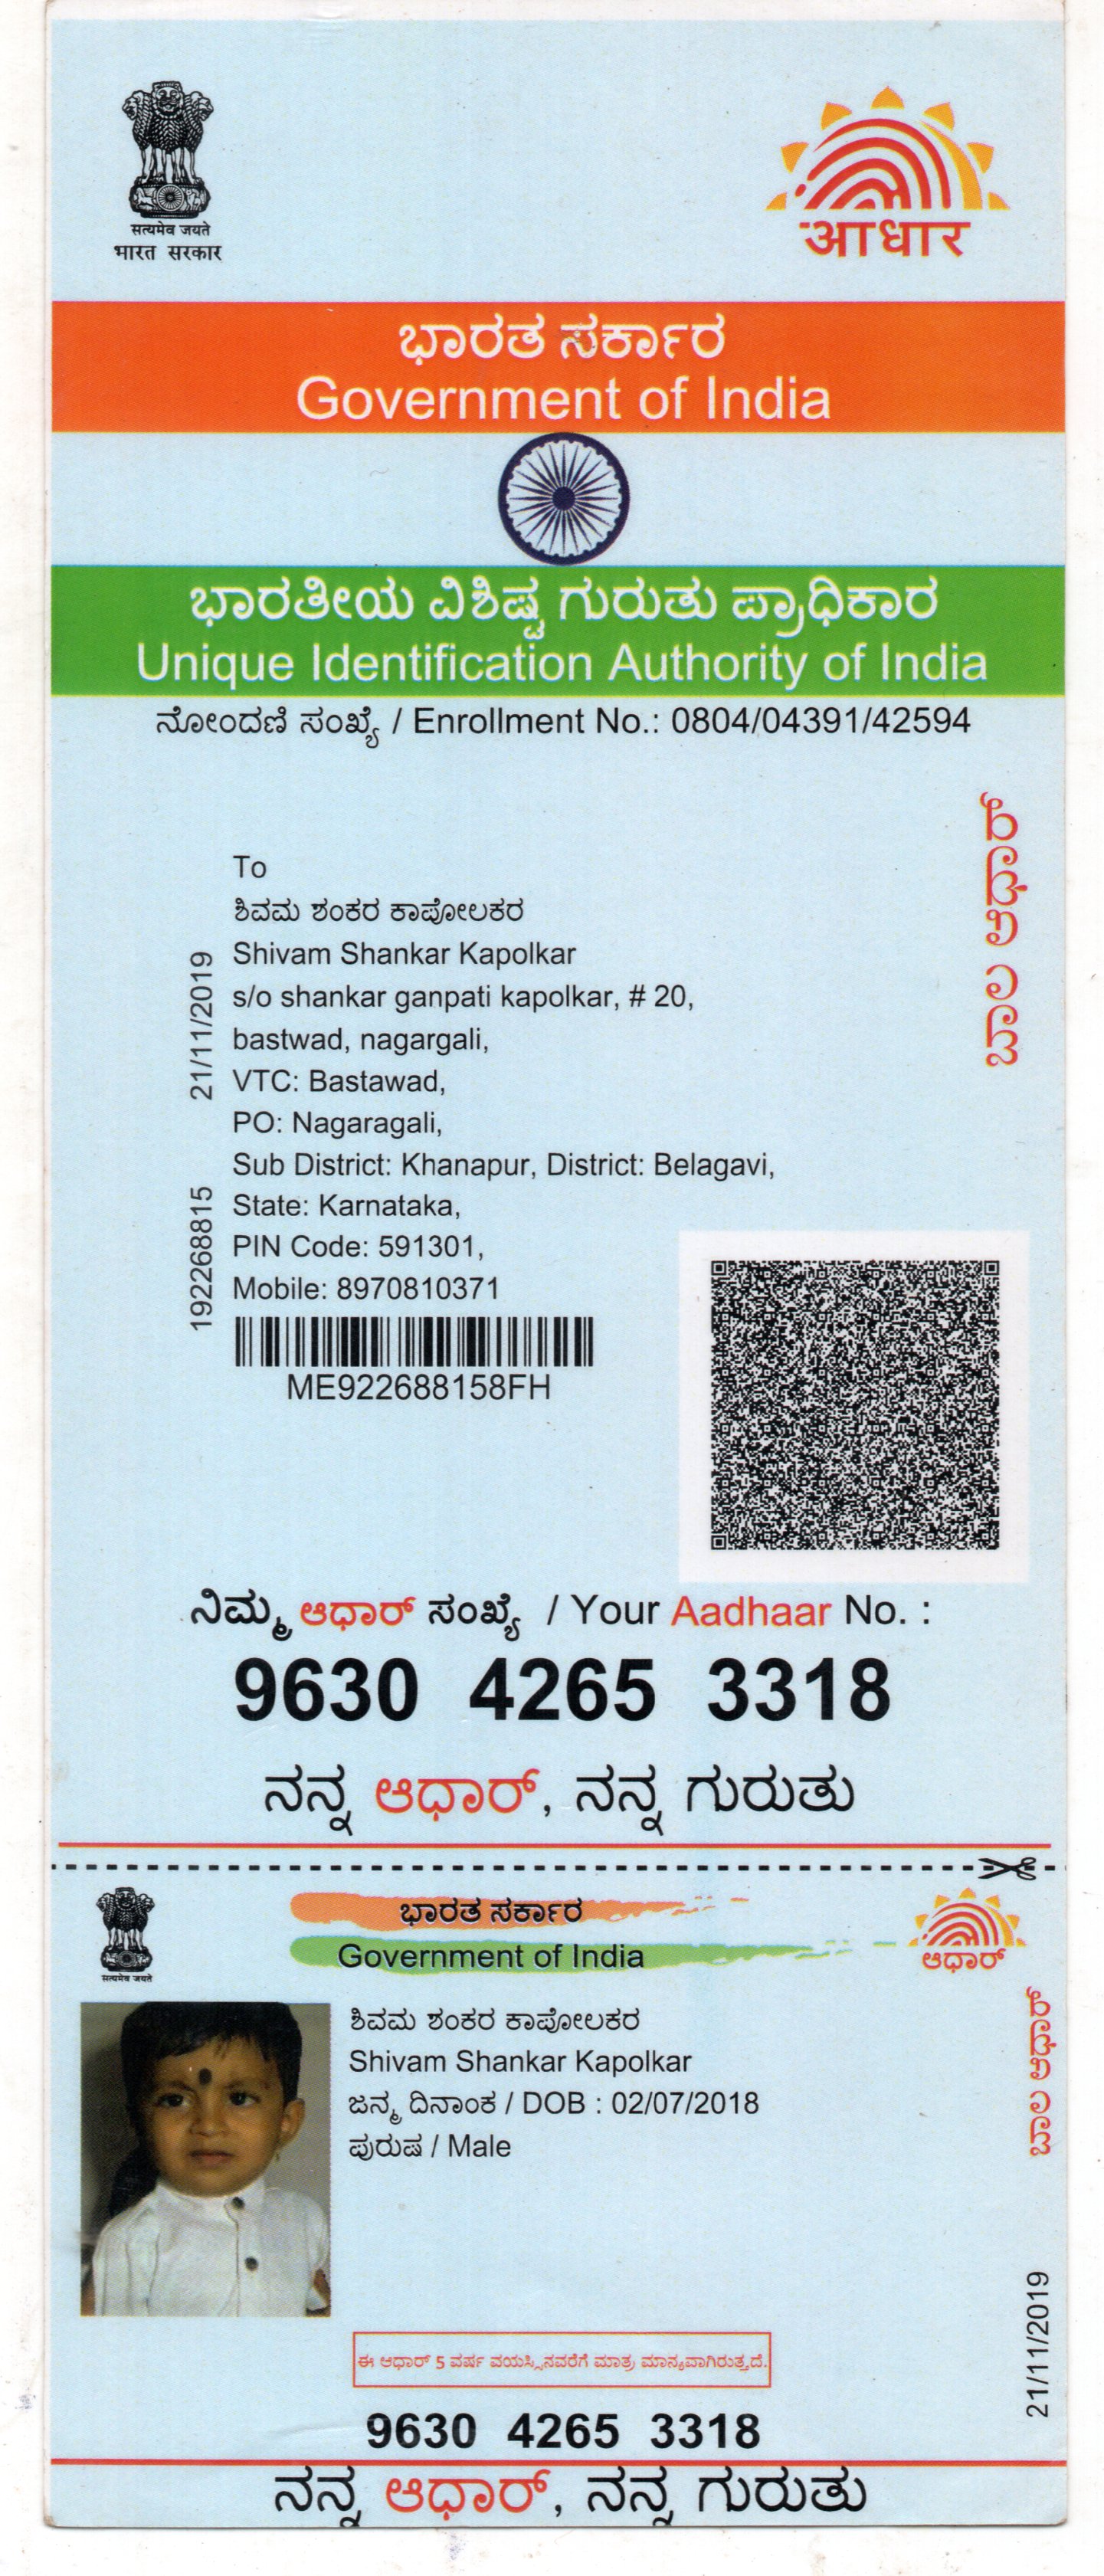 सत्यमेव जयते
भारत सरकार
आधार
ಭಾರತ ಸರ್ಕಾರ
Government of India
ಭಾರತೀಯ ವಿಶಿಷ್ಟ ಗುರುತು ಪ್ರಾಧಿಕಾರ
Unique Identification Authority of India
ನೋಂದಣಿ ಸಂಖ್ಯೆ / Enrollment No.: 0804/04391/42594
ಬಾಲ ಆಧಾರ್
To
ಶಿವಮ ಶಂಕರ ಕಾಪೋಲಕರ
Shivam Shankar Kapolkar
s/o shankar ganpati kapolkar, # 20,
bastwad, nagargali,
VTC: Bastawad,
PO: Nagaragali,
Sub District: Khanapur, District: Belagavi,
State: Karnataka,
PIN Code: 591301,
Mobile: 8970810371
192268815 21/11/2019
ME922688158FH
ನಿಮ್ಮ ಆಧಾರ್ ಸಂಖ್ಯೆ / Your Aadhaar No. :
9630 4265 3318
ನನ್ನ ಆಧಾರ್, ನನ್ನ ಗುರುತು
सत्यमेव जयते
ಭಾರತ ಸರ್ಕಾರ
Government of India
ಆಧಾರ್
ಶಿವಮ ಶಂಕರ ಕಾಪೋಲಕರ
Shivam Shankar Kapolkar
ಜನ್ಮ ದಿನಾಂಕ / DOB : 02/07/2018
ಪುರುಷ / Male
ಬಾಲ ಆಧಾರ್
21/11/2019
ಈ ಆಧಾರ್ 5 ವರ್ಷ ವಯಸ್ಸಿನವರೆಗೆ ಮಾತ್ರ ಮಾನ್ಯವಾಗಿರುತ್ತದೆ.
9630 4265 3318
ನನ್ನ ಆಧಾರ್, ನನ್ನ ಗುರುತು